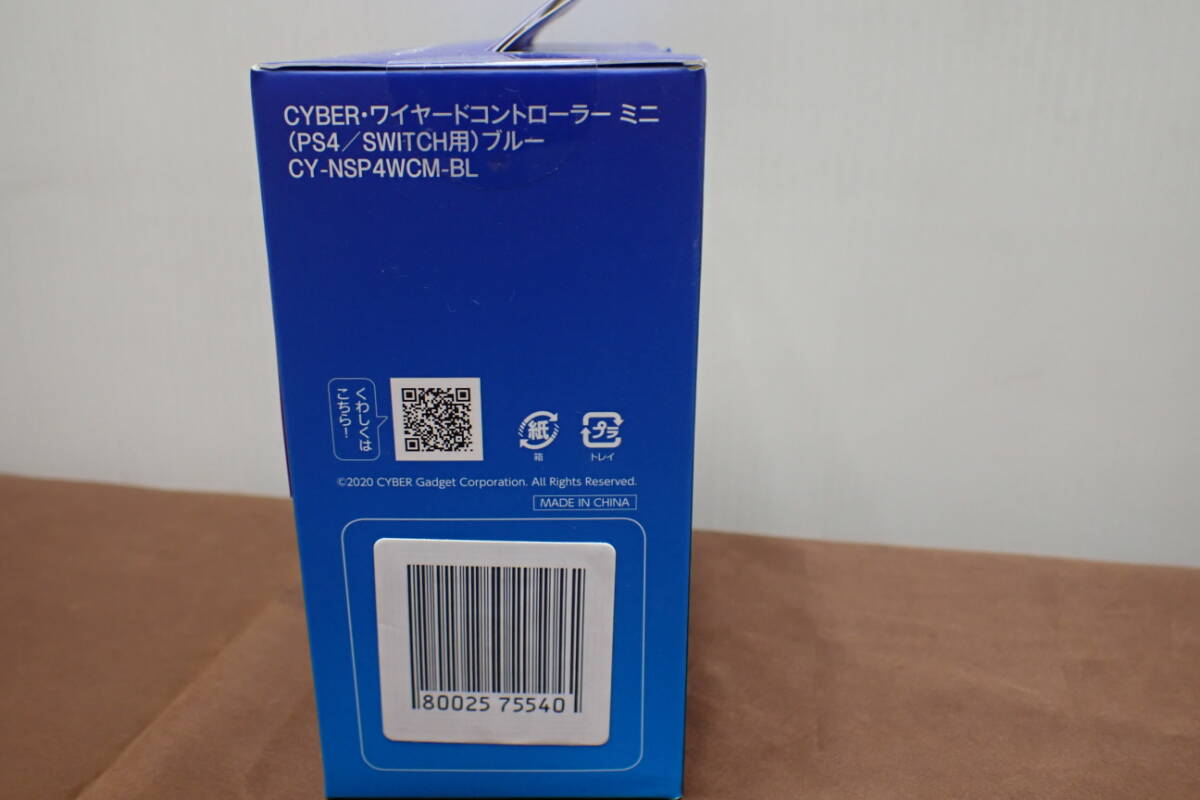 CYBER・ワイヤードコントローラー ミニ
（PS4／SWITCH用）ブルー
CY-NSP4WCM-BL
くわしくは
こちら！
紙
箱
プラ
トレイ
©2020 CYBER Gadget Corporation. All Rights Reserved.
MADE IN CHINA
80025 75540